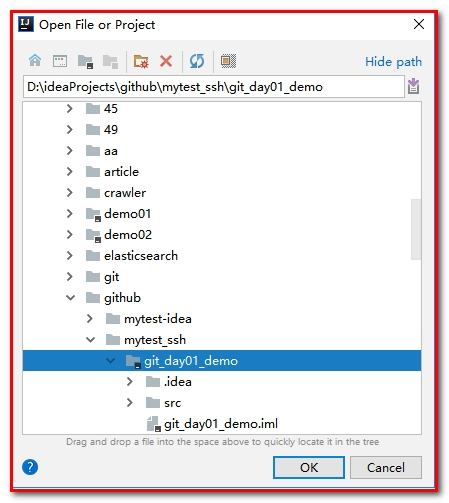 IJ
Open File or Project
Hide path
D:\ideaProjects\github\mytest_ssh\git_day01_demo
45
49
aa
article
crawler
demo01
demo02
elasticsearch
git
github
mytest-idea
mytest_ssh
git_day01_demo
.idea
src
git_day01_demo.iml
Drag and drop a file into the space above to quickly locate it in the tree
? OK Cancel